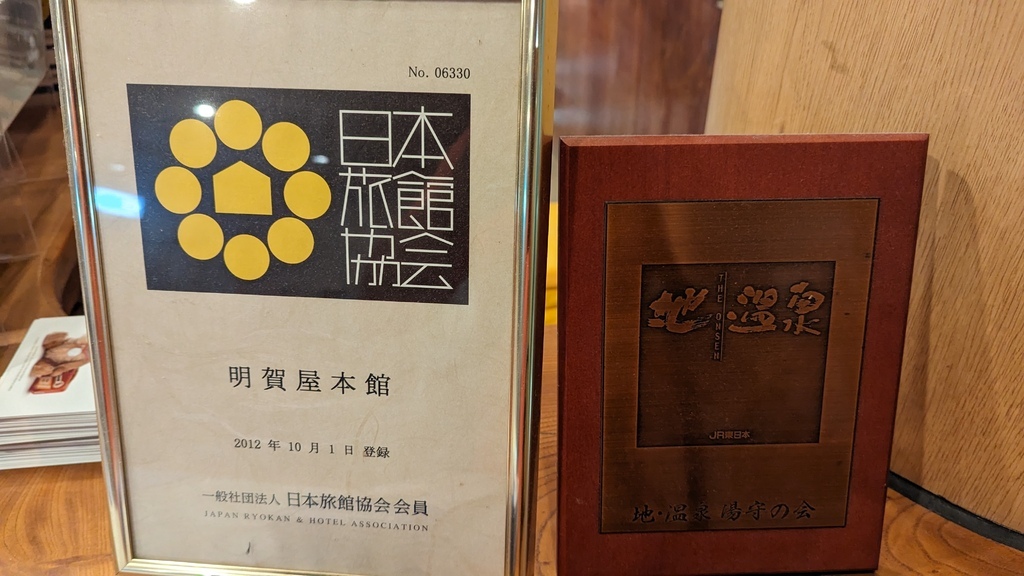 No. 06330
日本
旅館
協会
明賀屋本館
2012 年 10 月 1 日 登録
一般社団法人 日本旅館協会会員
JAPAN RYOKAN & HOTEL ASSOCIATION
地・温泉
THE ONSEN
JR東日本
地・温泉 湯守の会